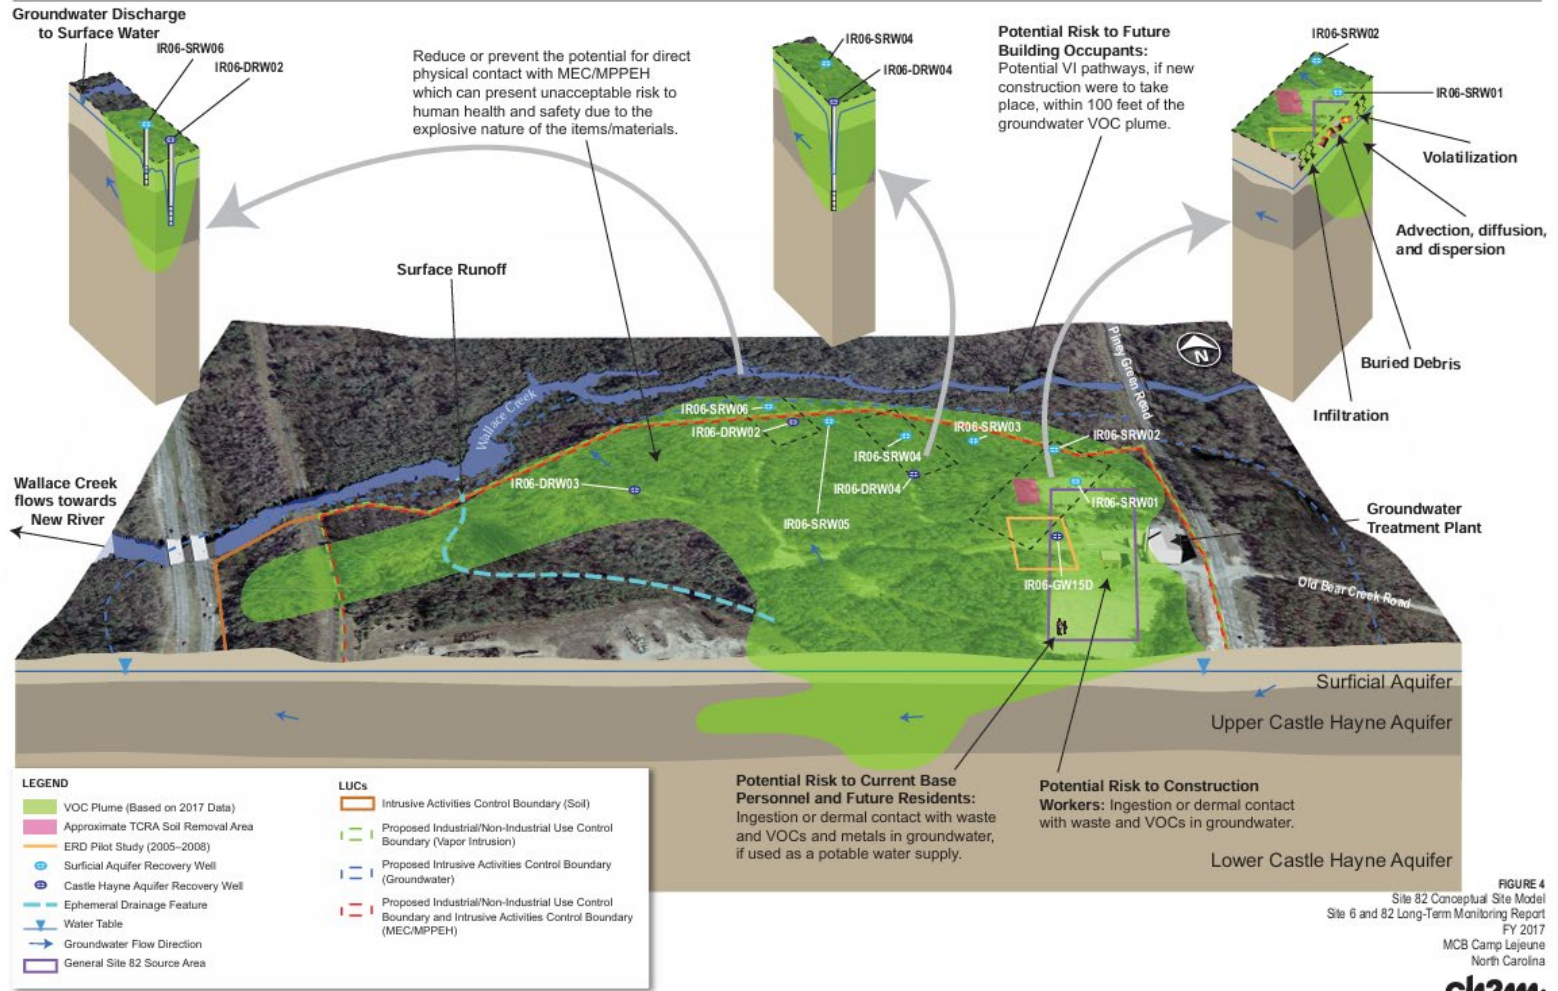 Groundwater Discharge
to Surface Water
IR06-SRW06
IR06-DRW02
Reduce or prevent the potential for direct
physical contact with MEC/MPPEH
which can present unacceptable risk to
human health and safety due to the
explosive nature of the items/materials.
IR06-SRW04
IR06-DRW04
Potential Risk to Future
Building Occupants:
Potential VI pathways, if new
construction were to take
place, within 100 feet of the
groundwater VOC plume.
IR06-SRW02
IR06-SRW01
Volatilization
Advection, diffusion,
and dispersion
Buried Debris
Infiltration
Surface Runoff
Piney Green Road
N
Wallace Creek
IR06-SRW06
IR06-DRW02
IR06-SRW03
IR06-SRW02
IR06-SRW04
IR06-DRW03
IR06-DRW04
IR06-SRW01
IR06-SRW05
IR06-GW15D
Wallace Creek
flows towards
New River
Groundwater
Treatment Plant
Old Bear Creek Road
Surficial Aquifer
Upper Castle Hayne Aquifer
Lower Castle Hayne Aquifer
Potential Risk to Current Base
Personnel and Future Residents:
Ingestion or dermal contact with waste
and VOCs and metals in groundwater,
if used as a potable water supply.
Potential Risk to Construction
Workers: Ingestion or dermal contact
with waste and VOCs in groundwater.
LEGEND
VOC Plume (Based on 2017 Data)
Approximate TCRA Soil Removal Area
ERD Pilot Study (2005–2008)
Surficial Aquifer Recovery Well
Castle Hayne Aquifer Recovery Well
Ephemeral Drainage Feature
Water Table
Groundwater Flow Direction
General Site 82 Source Area
LUCs
Intrusive Activities Control Boundary (Soil)
Proposed Industrial/Non-Industrial Use Control
Boundary (Vapor Intrusion)
Proposed Intrusive Activities Control Boundary
(Groundwater)
Proposed Industrial/Non-Industrial Use Control
Boundary and Intrusive Activities Control Boundary
(MEC/MPPEH)
FIGURE 4
Site 82 Conceptual Site Model
Site 6 and 82 Long-Term Monitoring Report
FY 2017
MCB Camp Lejeune
North Carolina
ch2m: